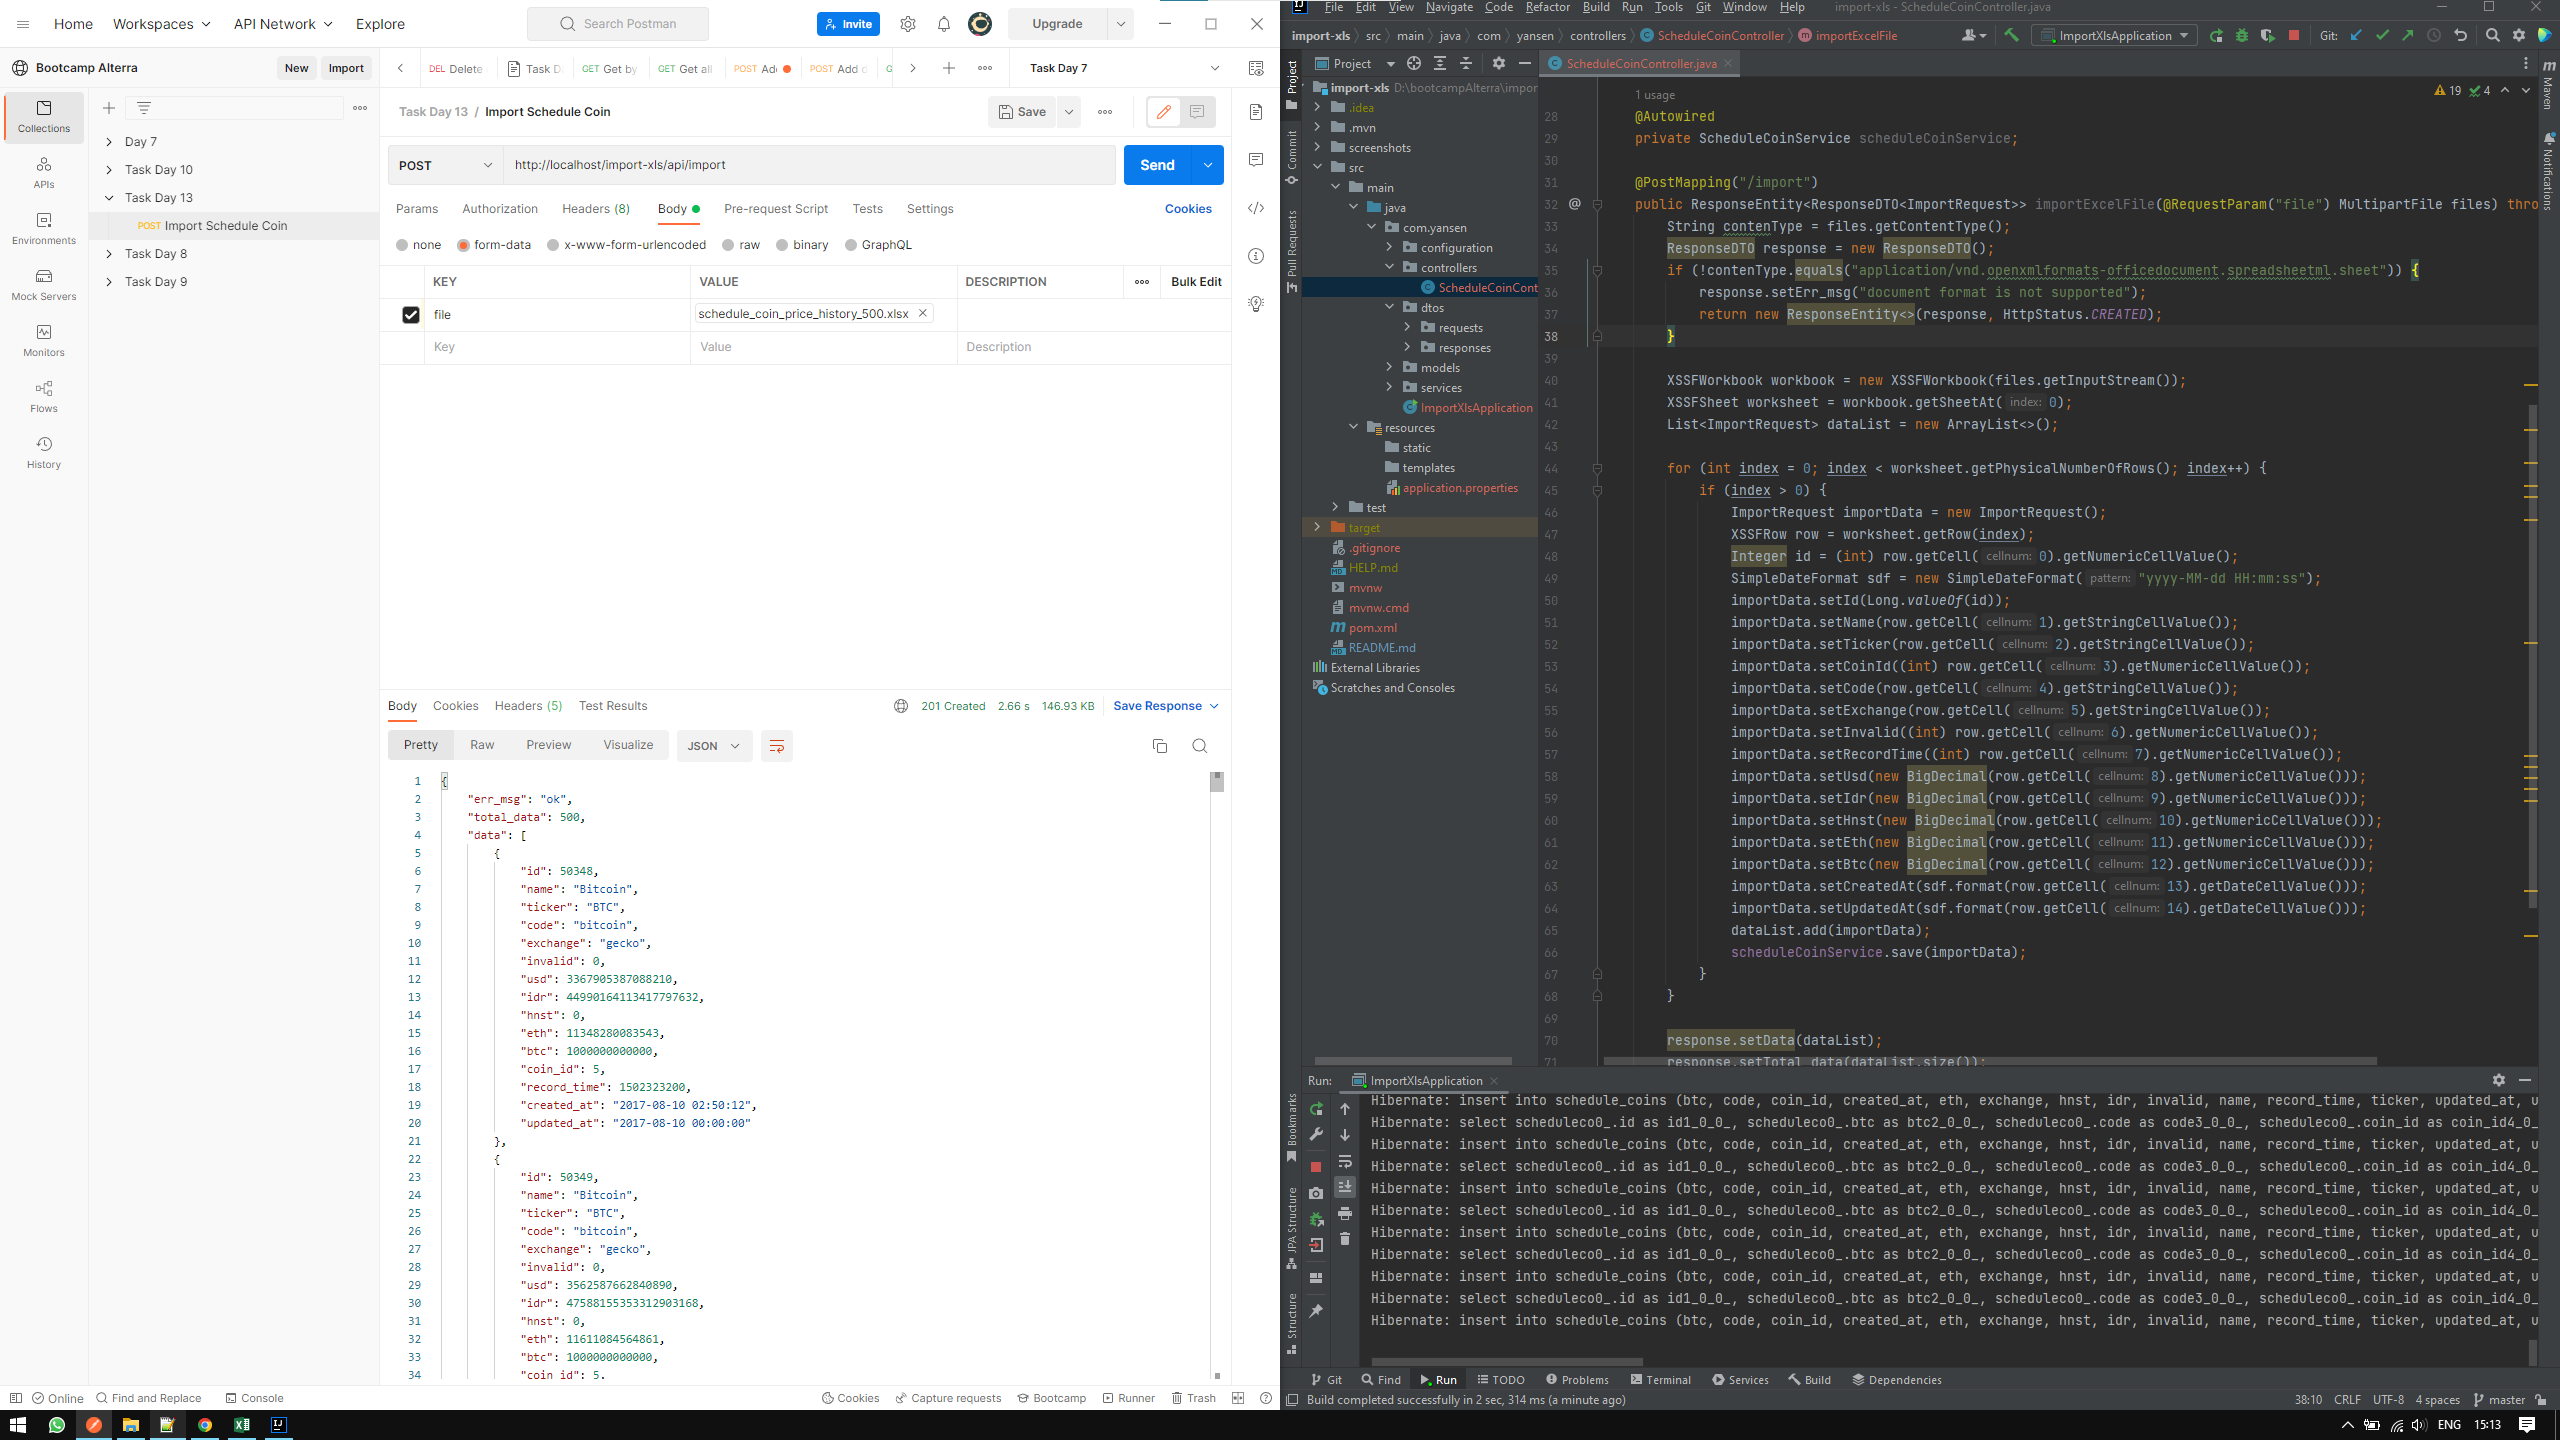 Home Workspaces API Network Explore Search Postman Invite Upgrade
Bootcamp Alterra New Import
DEL Delete Task D GET Get by GET Get all POST Add POST Add c G Task Day 7
Collections
APIs
Environments
Mock Servers
Monitors
Flows
History
Day 7
Task Day 10
Task Day 13
POST Import Schedule Coin
Task Day 8
Task Day 9
Task Day 13 / Import Schedule Coin Save
POST http://localhost/import-xls/api/import Send
Params Authorization Headers (8) Body Pre-request Script Tests Settings Cookies
none form-data x-www-form-urlencoded raw binary GraphQL
KEY VALUE DESCRIPTION Bulk Edit
file schedule_coin_price_history_500.xlsx
Key Value Description
Body Cookies Headers (5) Test Results 201 Created 2.66 s 146.93 KB Save Response
Pretty Raw Preview Visualize JSON
1 {
2 "err_msg": "ok",
3 "total_data": 500,
4 "data": [
5 {
6 "id": 50348,
7 "name": "Bitcoin",
8 "ticker": "BTC",
9 "code": "bitcoin",
10 "exchange": "gecko",
11 "invalid": 0,
12 "usd": 3367905387088210,
13 "idr": 44990164113417797632,
14 "hnst": 0,
15 "eth": 11348280083543,
16 "btc": 1000000000000,
17 "coin_id": 5,
18 "record_time": 1502323200,
19 "created_at": "2017-08-10 02:50:12",
20 "updated_at": "2017-08-10 00:00:00"
21 },
22 {
23 "id": 50349,
24 "name": "Bitcoin",
25 "ticker": "BTC",
26 "code": "bitcoin",
27 "exchange": "gecko",
28 "invalid": 0,
29 "usd": 3562587662840890,
30 "idr": 47588155353312903168,
31 "hnst": 0,
32 "eth": 11611084564861,
33 "btc": 1000000000000,
34 "coin id": 5.
Online Find and Replace Console Cookies Capture requests Bootcamp Runner Trash
File Edit View Navigate Code Refactor Build Run Tools Git Window Help import-xls - ScheduleCoinController.java
import-xls src main java com yansen controllers ScheduleCoinController importExcelFile ImportXlsApplication Git:
Project
Commit
Pull Requests
Bookmarks
JPA Structure
Structure
Maven
Notifications
Project
import-xls D:\bootcampAlterra\impor
.idea
.mvn
screenshots
src
main
java
com.yansen
configuration
controllers
ScheduleCoinCont
dtos
requests
responses
models
services
ImportXlsApplication
resources
static
templates
application.properties
test
target
.gitignore
HELP.md
mvnw
mvnw.cmd
pom.xml
README.md
External Libraries
Scratches and Consoles
ScheduleCoinController.java
1 usage 19 4
28 @Autowired
29 private ScheduleCoinService scheduleCoinService;
30
31 @PostMapping("/import")
32 @ public ResponseEntity<ResponseDTO<ImportRequest>> importExcelFile(@RequestParam("file") MultipartFile files) thro
33 String contenType = files.getContentType();
34 ResponseDTO response = new ResponseDTO();
35 if (!contenType.equals("application/vnd.openxmlformats-officedocument.spreadsheetml.sheet")) {
36 response.setErr_msg("document format is not supported");
37 return new ResponseEntity<>(response, HttpStatus.CREATED);
38 }
39
40 XSSFWorkbook workbook = new XSSFWorkbook(files.getInputStream());
41 XSSFSheet worksheet = workbook.getSheetAt( index: 0);
42 List<ImportRequest> dataList = new ArrayList<>();
43
44 for (int index = 0; index < worksheet.getPhysicalNumberOfRows(); index++) {
45 if (index > 0) {
46 ImportRequest importData = new ImportRequest();
47 XSSFRow row = worksheet.getRow(index);
48 Integer id = (int) row.getCell( cellnum: 0).getNumericCellValue();
49 SimpleDateFormat sdf = new SimpleDateFormat( pattern: "yyyy-MM-dd HH:mm:ss");
50 importData.setId(Long.valueOf(id));
51 importData.setName(row.getCell( cellnum: 1).getStringCellValue());
52 importData.setTicker(row.getCell( cellnum: 2).getStringCellValue());
53 importData.setCoinId((int) row.getCell( cellnum: 3).getNumericCellValue());
54 importData.setCode(row.getCell( cellnum: 4).getStringCellValue());
55 importData.setExchange(row.getCell( cellnum: 5).getStringCellValue());
56 importData.setInvalid((int) row.getCell( cellnum: 6).getNumericCellValue());
57 importData.setRecordTime((int) row.getCell( cellnum: 7).getNumericCellValue());
58 importData.setUsd(new BigDecimal(row.getCell( cellnum: 8).getNumericCellValue()));
59 importData.setIdr(new BigDecimal(row.getCell( cellnum: 9).getNumericCellValue()));
60 importData.setHnst(new BigDecimal(row.getCell( cellnum: 10).getNumericCellValue()));
61 importData.setEth(new BigDecimal(row.getCell( cellnum: 11).getNumericCellValue()));
62 importData.setBtc(new BigDecimal(row.getCell( cellnum: 12).getNumericCellValue()));
63 importData.setCreatedAt(sdf.format(row.getCell( cellnum: 13).getDateCellValue()));
64 importData.setUpdatedAt(sdf.format(row.getCell( cellnum: 14).getDateCellValue()));
65 dataList.add(importData);
66 scheduleCoinService.save(importData);
67 }
68 }
69
70 response.setData(dataList);
71 response.setTotal data(dataList.size());
Run: ImportXlsApplication
Hibernate: insert into schedule_coins (btc, code, coin_id, created_at, eth, exchange, hnst, idr, invalid, name, record_time, ticker, updated_at, u
Hibernate: select scheduleco0_.id as id1_0_0_, scheduleco0_.btc as btc2_0_0_, scheduleco0_.code as code3_0_0_, scheduleco0_.coin_id as coin_id4_0_
Hibernate: insert into schedule_coins (btc, code, coin_id, created_at, eth, exchange, hnst, idr, invalid, name, record_time, ticker, updated_at, u
Hibernate: select scheduleco0_.id as id1_0_0_, scheduleco0_.btc as btc2_0_0_, scheduleco0_.code as code3_0_0_, scheduleco0_.coin_id as coin_id4_0_
Hibernate: insert into schedule_coins (btc, code, coin_id, created_at, eth, exchange, hnst, idr, invalid, name, record_time, ticker, updated_at, u
Hibernate: select scheduleco0_.id as id1_0_0_, scheduleco0_.btc as btc2_0_0_, scheduleco0_.code as code3_0_0_, scheduleco0_.coin_id as coin_id4_0_
Hibernate: insert into schedule_coins (btc, code, coin_id, created_at, eth, exchange, hnst, idr, invalid, name, record_time, ticker, updated_at, u
Hibernate: select scheduleco0_.id as id1_0_0_, scheduleco0_.btc as btc2_0_0_, scheduleco0_.code as code3_0_0_, scheduleco0_.coin_id as coin_id4_0_
Hibernate: insert into schedule_coins (btc, code, coin_id, created_at, eth, exchange, hnst, idr, invalid, name, record_time, ticker, updated_at, u
Hibernate: select scheduleco0_.id as id1_0_0_, scheduleco0_.btc as btc2_0_0_, scheduleco0_.code as code3_0_0_, scheduleco0_.coin_id as coin_id4_0_
Hibernate: insert into schedule_coins (btc, code, coin_id, created_at, eth, exchange, hnst, idr, invalid, name, record_time, ticker, updated_at, u
Git Find Run TODO Problems Terminal Services Build Dependencies
Build completed successfully in 2 sec, 314 ms (a minute ago) 38:10 CRLF UTF-8 4 spaces master
ENG 15:13